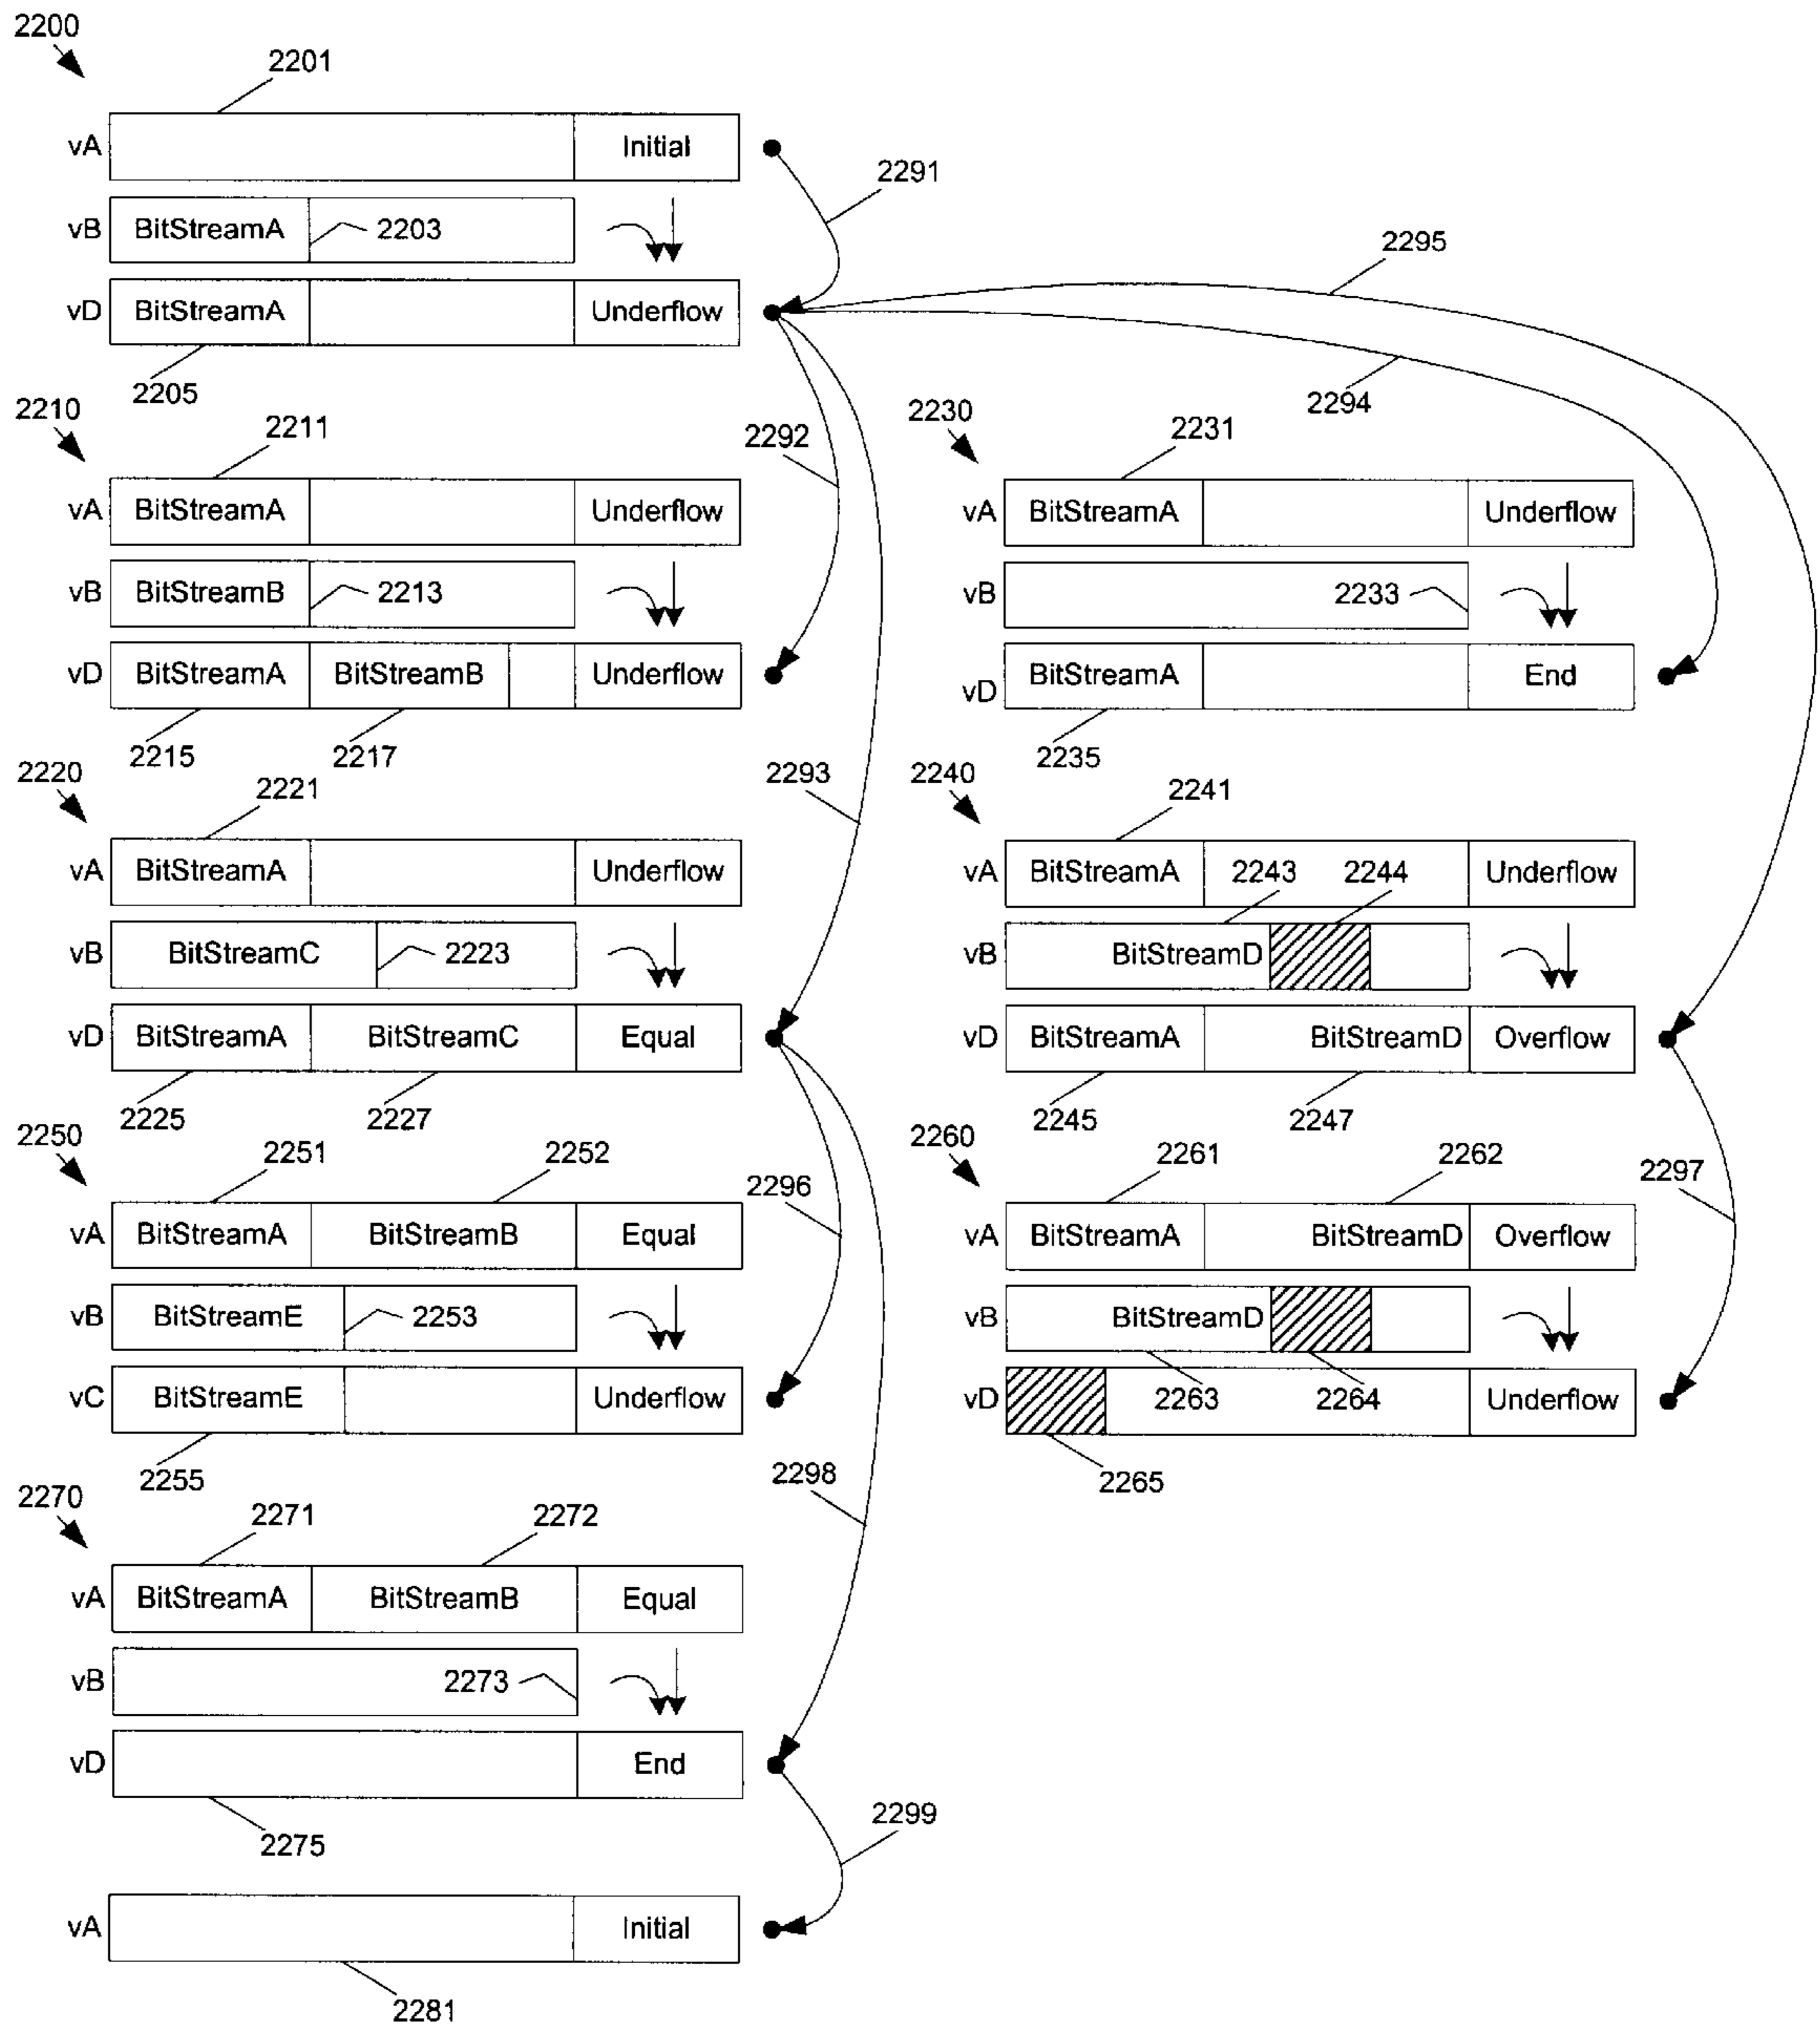 2200
2201
vA Initial
2291
vB BitStreamA 2203
2295
vD BitStreamA Underflow
2205
2294
2210
2211
2292
2230
2231
vA BitStreamA Underflow
vA BitStreamA Underflow
vB BitStreamB 2213
vB 2233
vD BitStreamA BitStreamB Underflow
vD BitStreamA End
2215 2217
2235
2220
2221
2293
2240
2241
vA BitStreamA Underflow
vA BitStreamA 2243 2244 Underflow
vB BitStreamC 2223
vB BitStreamD
vD BitStreamA BitStreamC Equal
vD BitStreamA BitStreamD Overflow
2225 2227
2245 2247
2250
2251 2252
2296
2260
2261 2262
2297
vA BitStreamA BitStreamB Equal
vA BitStreamA BitStreamD Overflow
vB BitStreamE 2253
vB BitStreamD
vC BitStreamE Underflow
vD 2263 2264 Underflow
2255
2265
2298
2270
2271 2272
vA BitStreamA BitStreamB Equal
vB 2273
vD End
2275
2299
vA Initial
2281